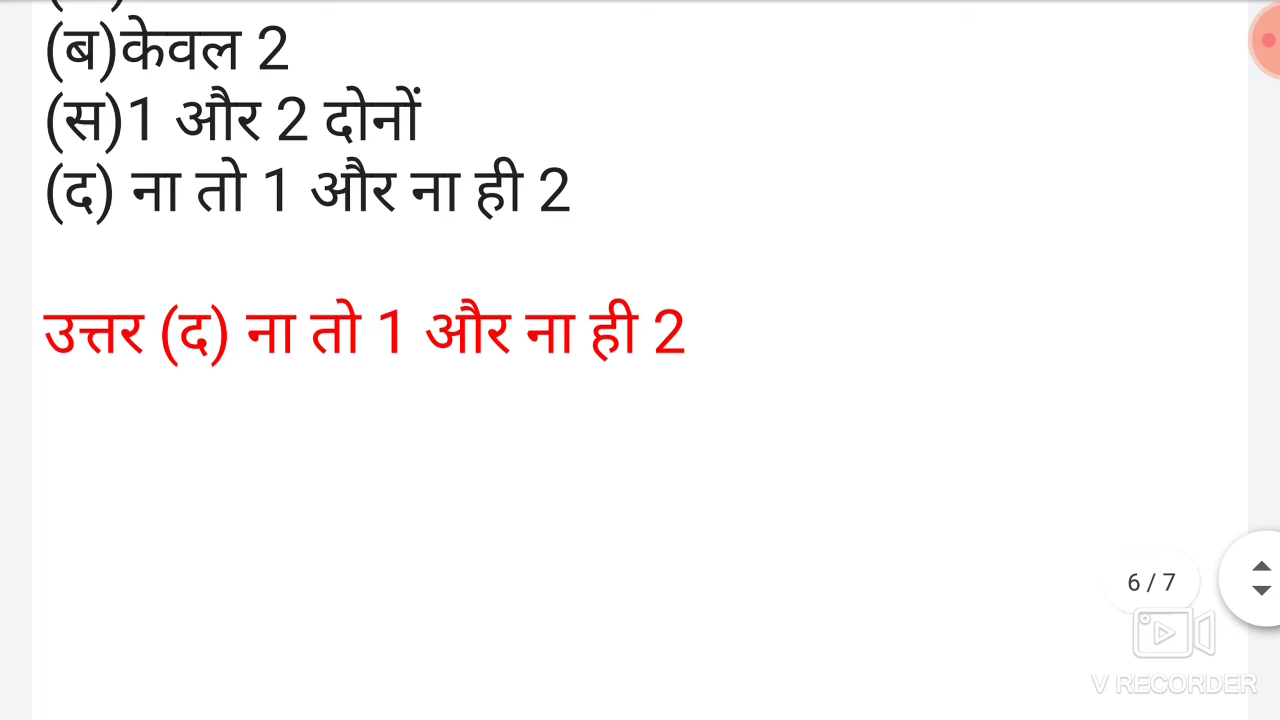 (ब)केवल 2
(स)1 और 2 दोनों
(द) ना तो 1 और ना ही 2
उत्तर (द) ना तो 1 और ना ही 2
6 / 7
V RECORDER